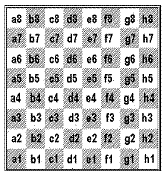 a8 b8 c8 d8 e8 f8 g8 h8
a7 b7 c7 d7 e7 f7 g7 h7
a6 b6 c6 d6 e6 f6 g6 h6
a5 b5 c5 d5 e5 f5 g5 h5
a4 b4 c4 d4 e4 f4 g4 h4
a3 b3 c3 d3 e3 f3 g3 h3
a2 b2 c2 d2 e2 f2 g2 h2
a1 b1 c1 d1 e1 f1 g1 h1